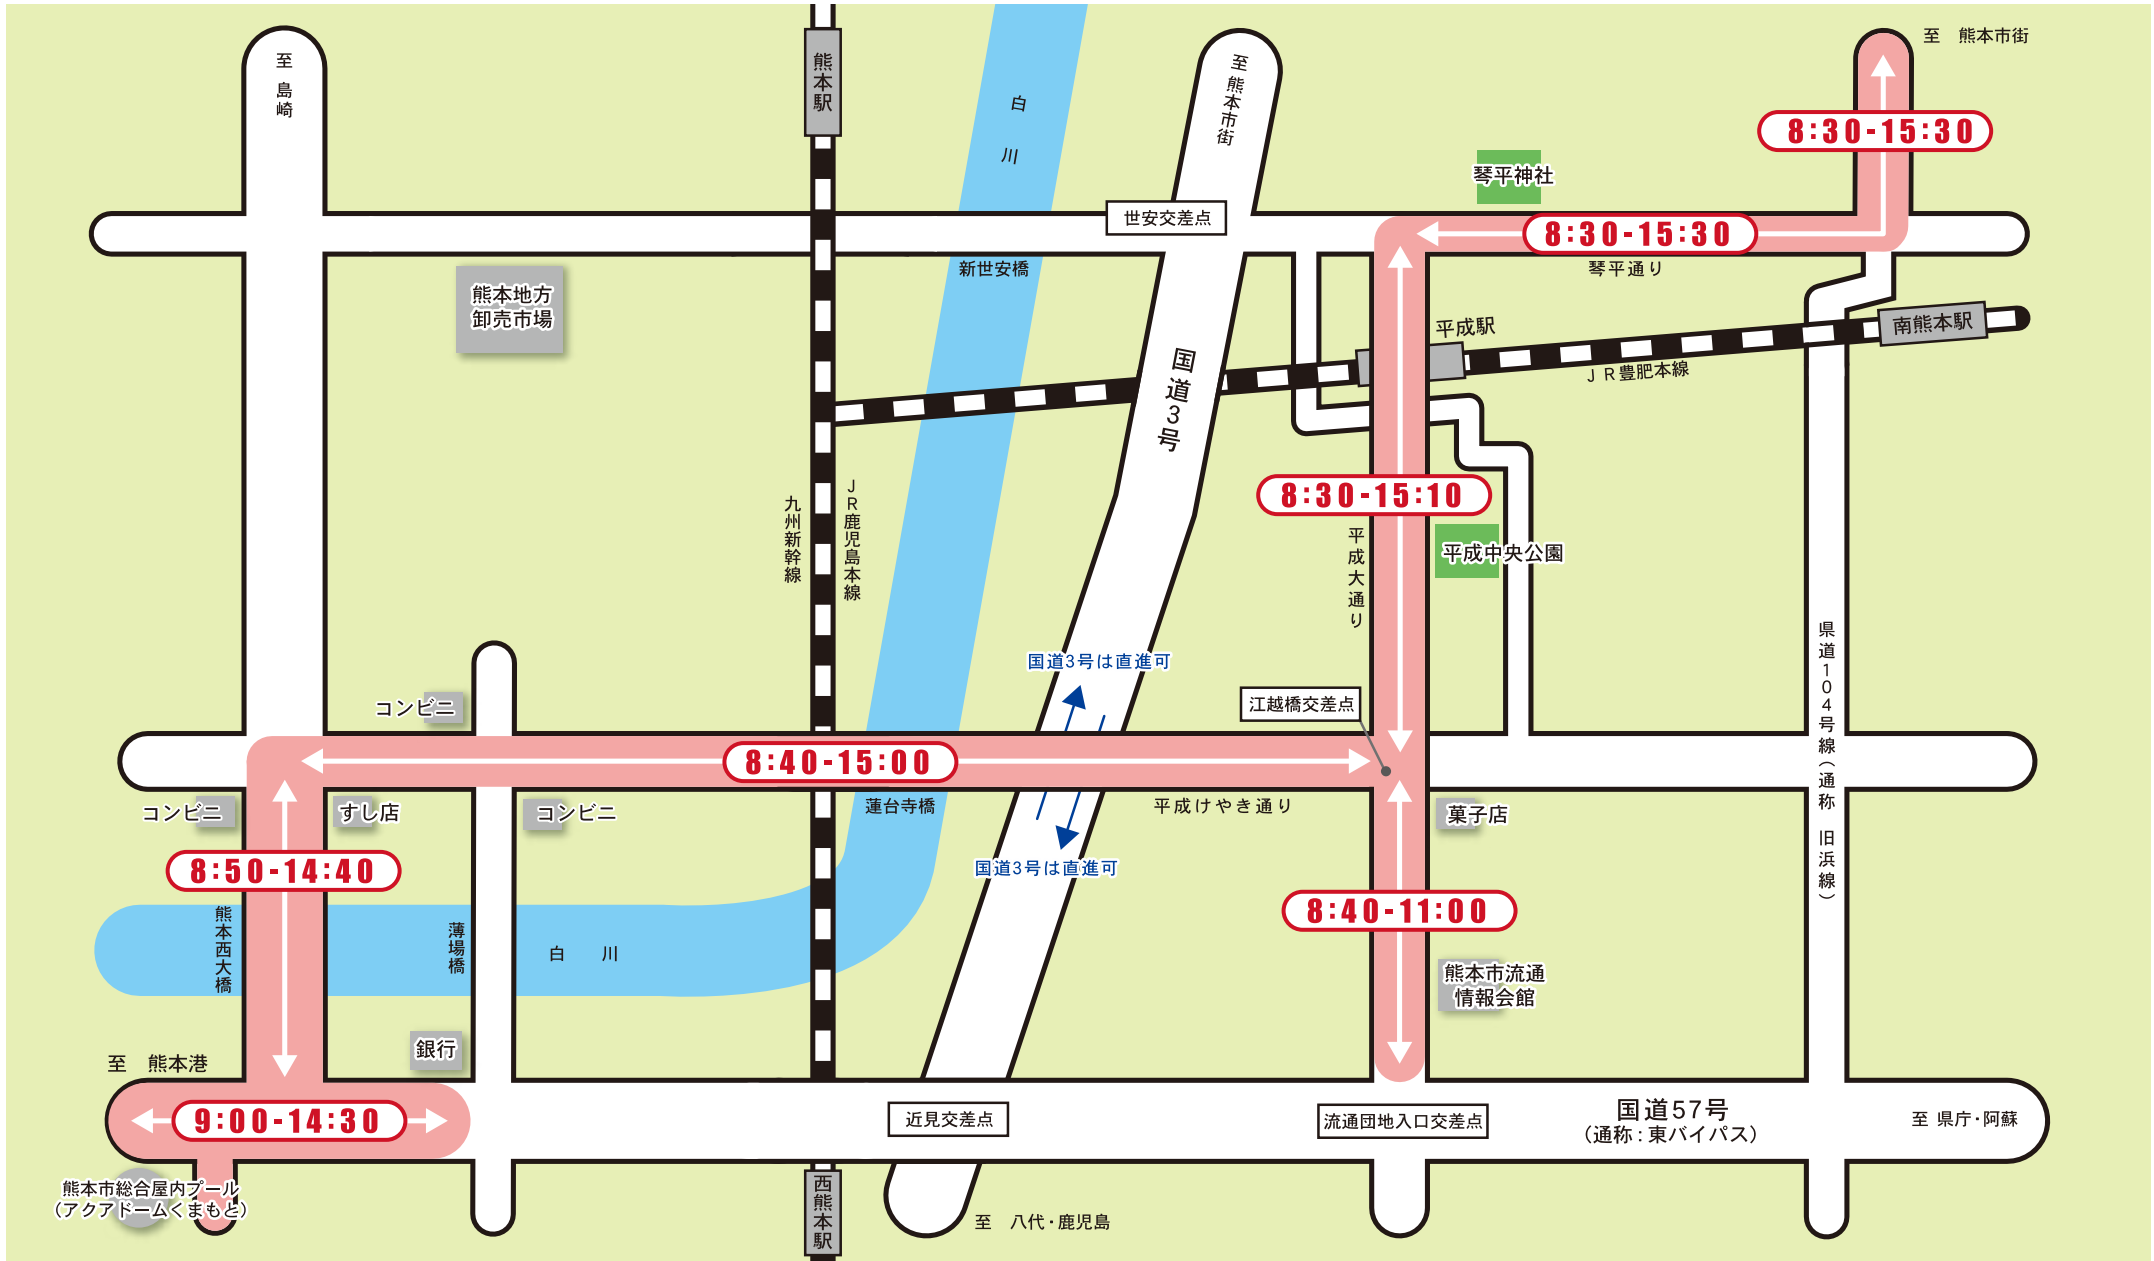 至　熊本市街
至 島崎
熊本駅
白川
至 熊本市街
8:30-15:30
琴平神社
世安交差点
8:30-15:30
新世安橋
琴平通り
熊本地方
卸売市場
平成駅
南熊本駅
JR豊肥本線
国道3号
九州新幹線
JR鹿児島本線
8:30-15:10
平成大通り
平成中央公園
国道3号は直進可
県道104号線（通称 旧浜線）
コンビニ
江越橋交差点
8:40-15:00
コンビニ
すし店
コンビニ
蓮台寺橋
平成けやき通り
菓子店
8:50-14:40
国道3号は直進可
熊本西大橋
薄場橋
白　川
8:40-11:00
熊本市流通
情報会館
銀行
至　熊本港
9:00-14:30
近見交差点
流通団地入口交差点
国道57号
（通称：東バイパス）
至 県庁・阿蘇
熊本市総合屋内プール
（アクアドームくまもと）
西熊本駅
至　八代・鹿児島